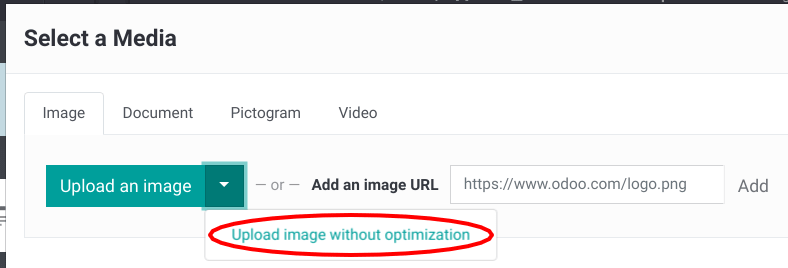 Select a Media
Image Document Pictogram Video
Upload an image — or — Add an image URL https://www.odoo.com/logo.png Add
Upload image without optimization